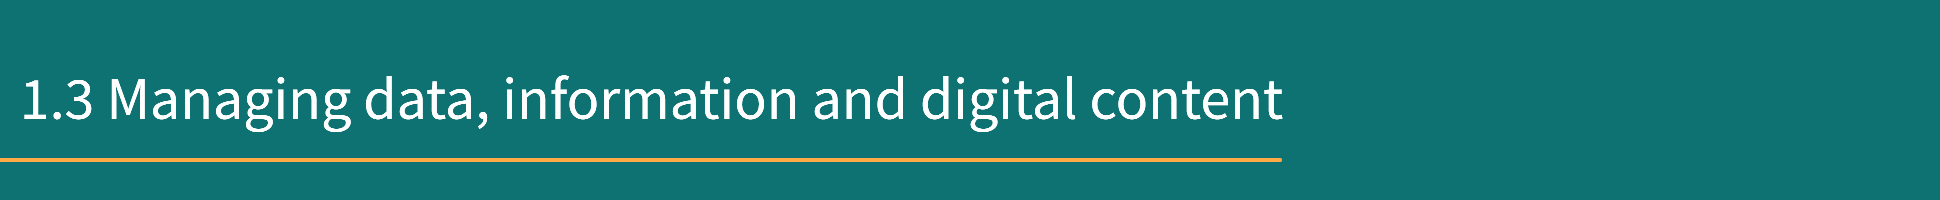 1.3 Managing data, information and digital content